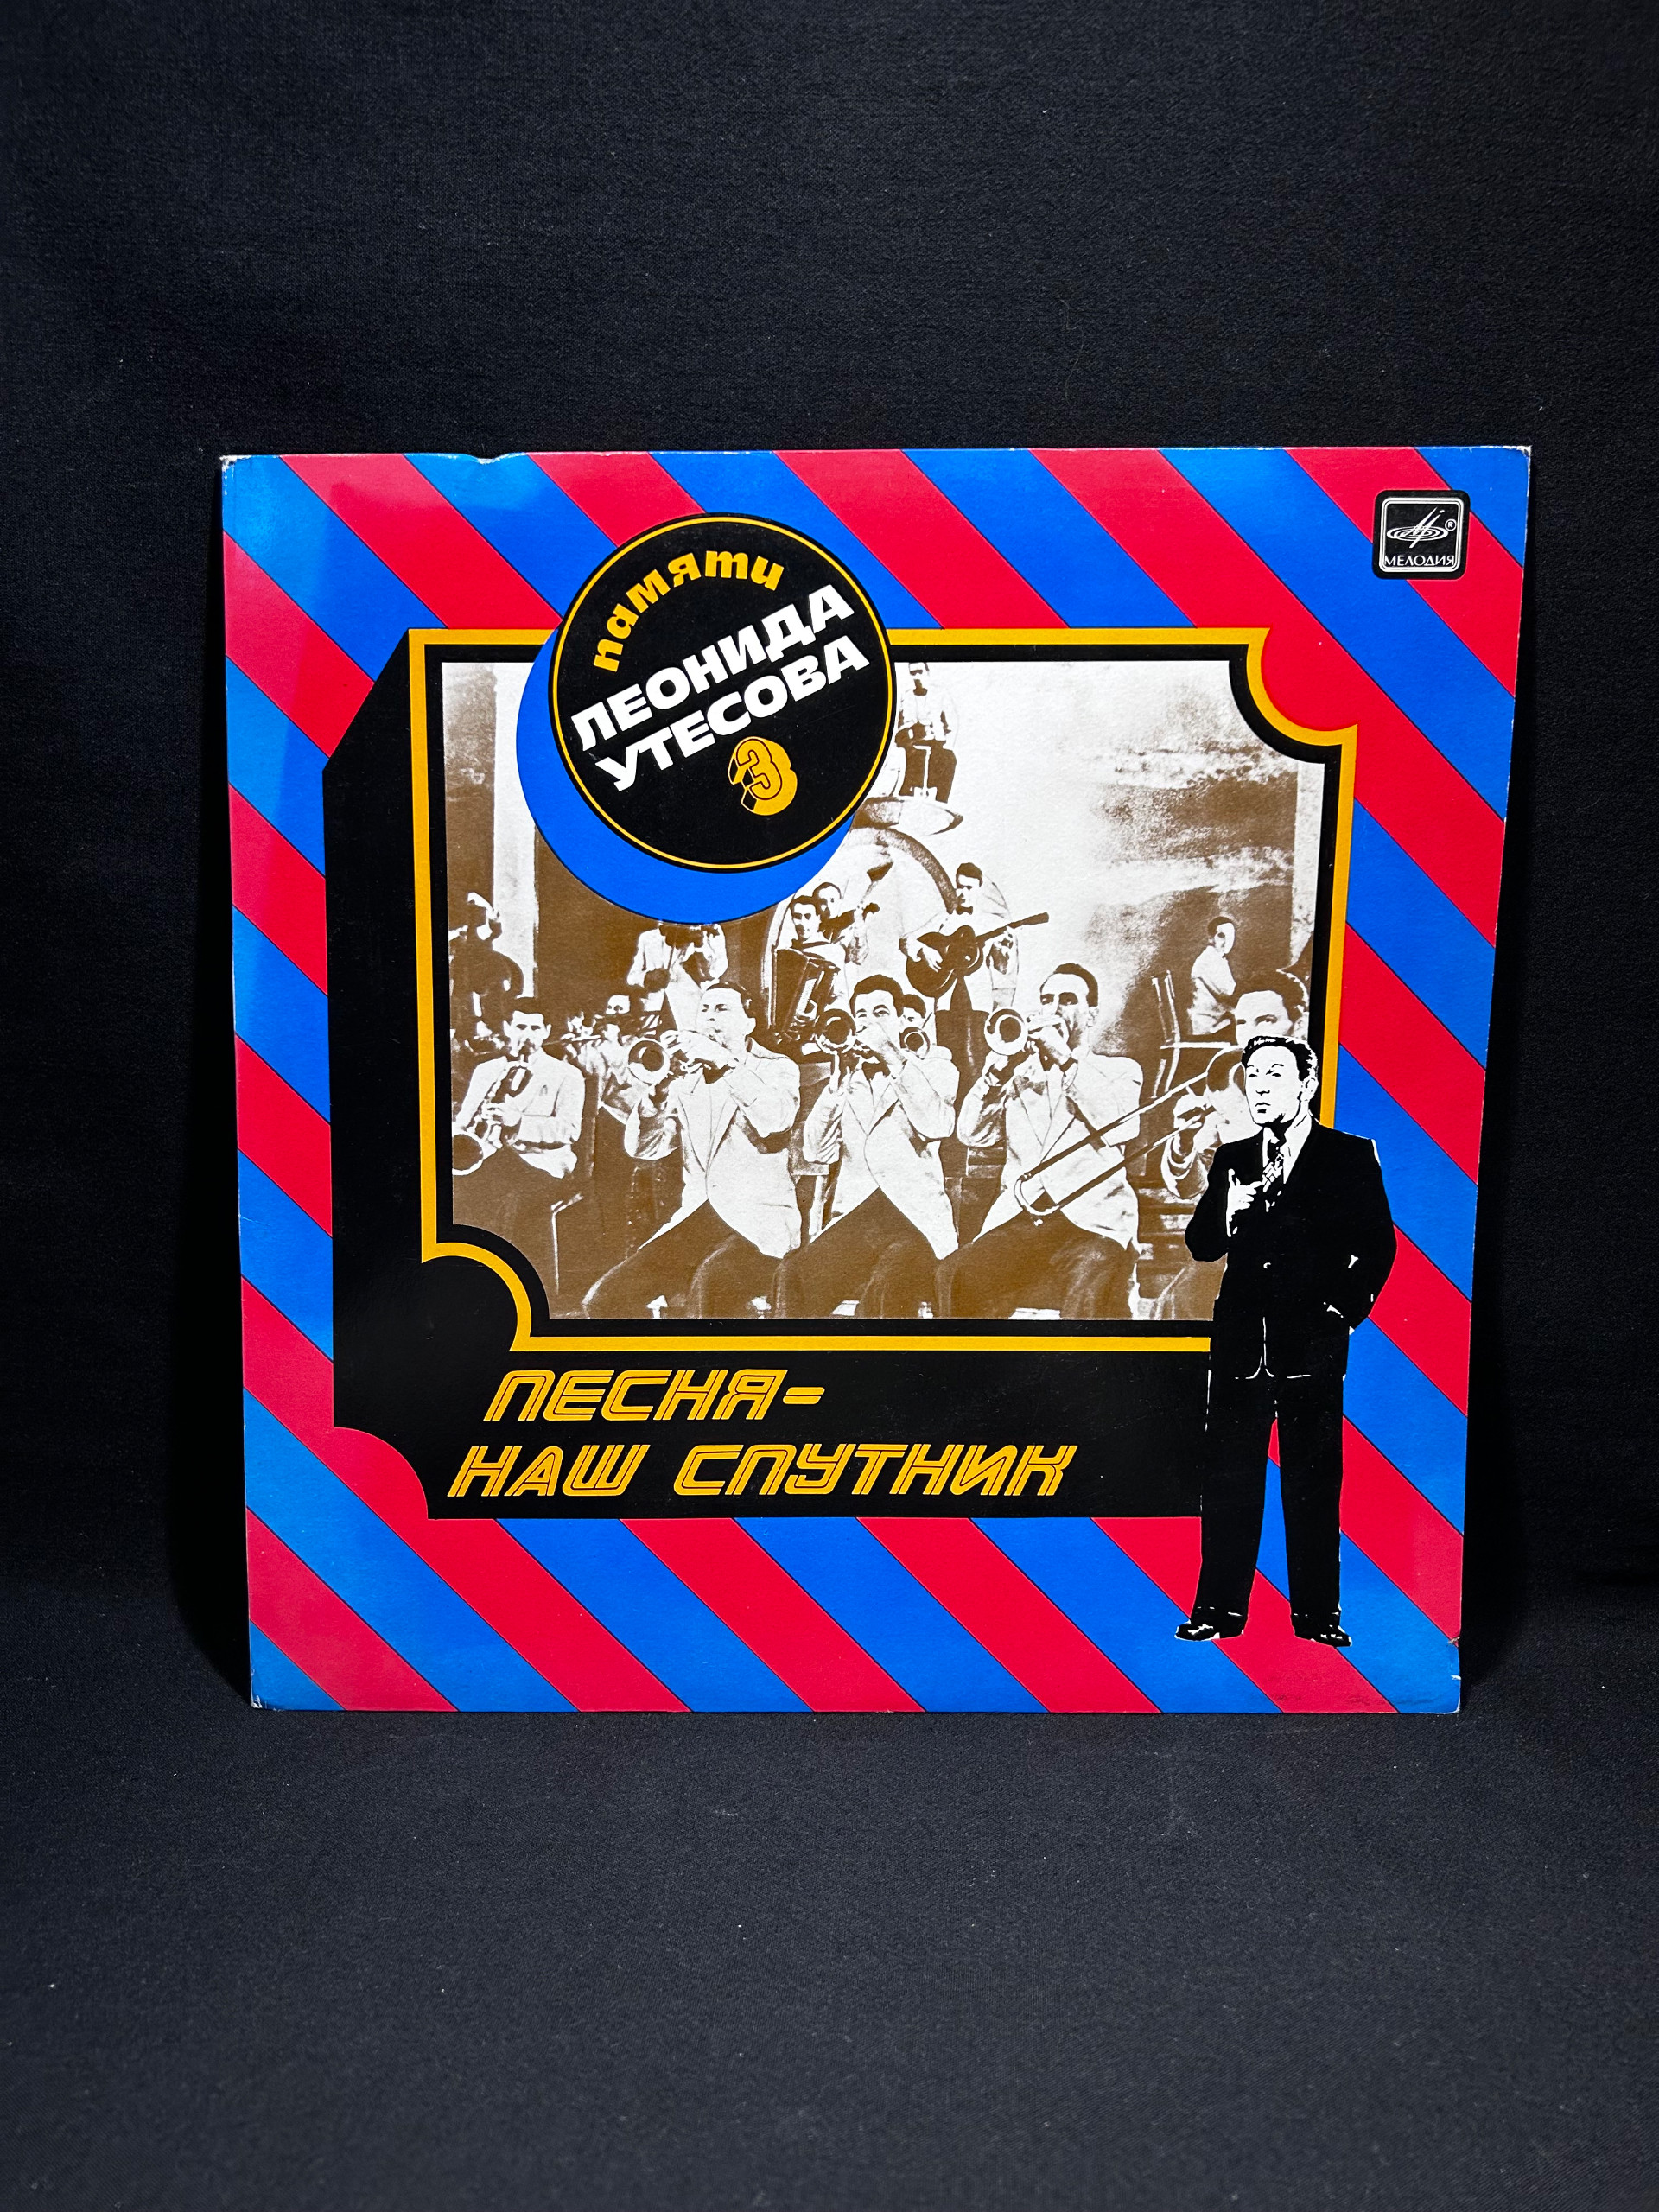 памяти
ЛЕОНИДА
УТЕСОВА
3
®
МЕЛОДИЯ
ПЕСНЯ-
НАШ СПУТНИК